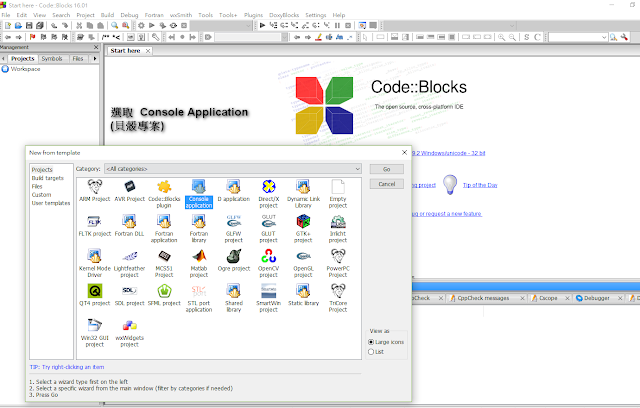 Start here - Code::Blocks 16.01
File Edit View Search Project Build Debug Fortran wxSmith Tools Tools+ Plugins DoxyBlocks Settings Help
Management
Projects Symbols Files
Workspace
Start here
Code::Blocks
The open source, cross-platform IDE
選取 Console Application
(貝殼專案)
9.2 Windows/unicode - 32 bit
Tip of the Day
ug or request a new feature
CppCheck messages
Cscope
Debugger
New from template
Projects
Build targets
Files
Custom
User templates
Category: <All categories>
Go
Cancel
ARM Project
AVR Project
Code::Blocks plugin
Console application
D application
Direct/X project
Dynamic Link Library
Empty project
FLTK project
Fortran DLL
Fortran application
Fortran library
GLFW project
GLUT project
GTK+ project
Irrlicht project
Kernel Mode Driver
Lightfeather project
MCS51 Project
Matlab project
Ogre project
OpenCV project
OpenGL project
PowerPC Project
QT4 project
SDL project
SFML project
STL port application
Shared library
SmartWin project
Static library
TriCore Project
Win32 GUI project
wxWidgets project
View as
Large icons
List
TIP: Try right-clicking an item
1. Select a wizard type first on the left
2. Select a specific wizard from the main window (filter by categories if needed)
3. Press Go